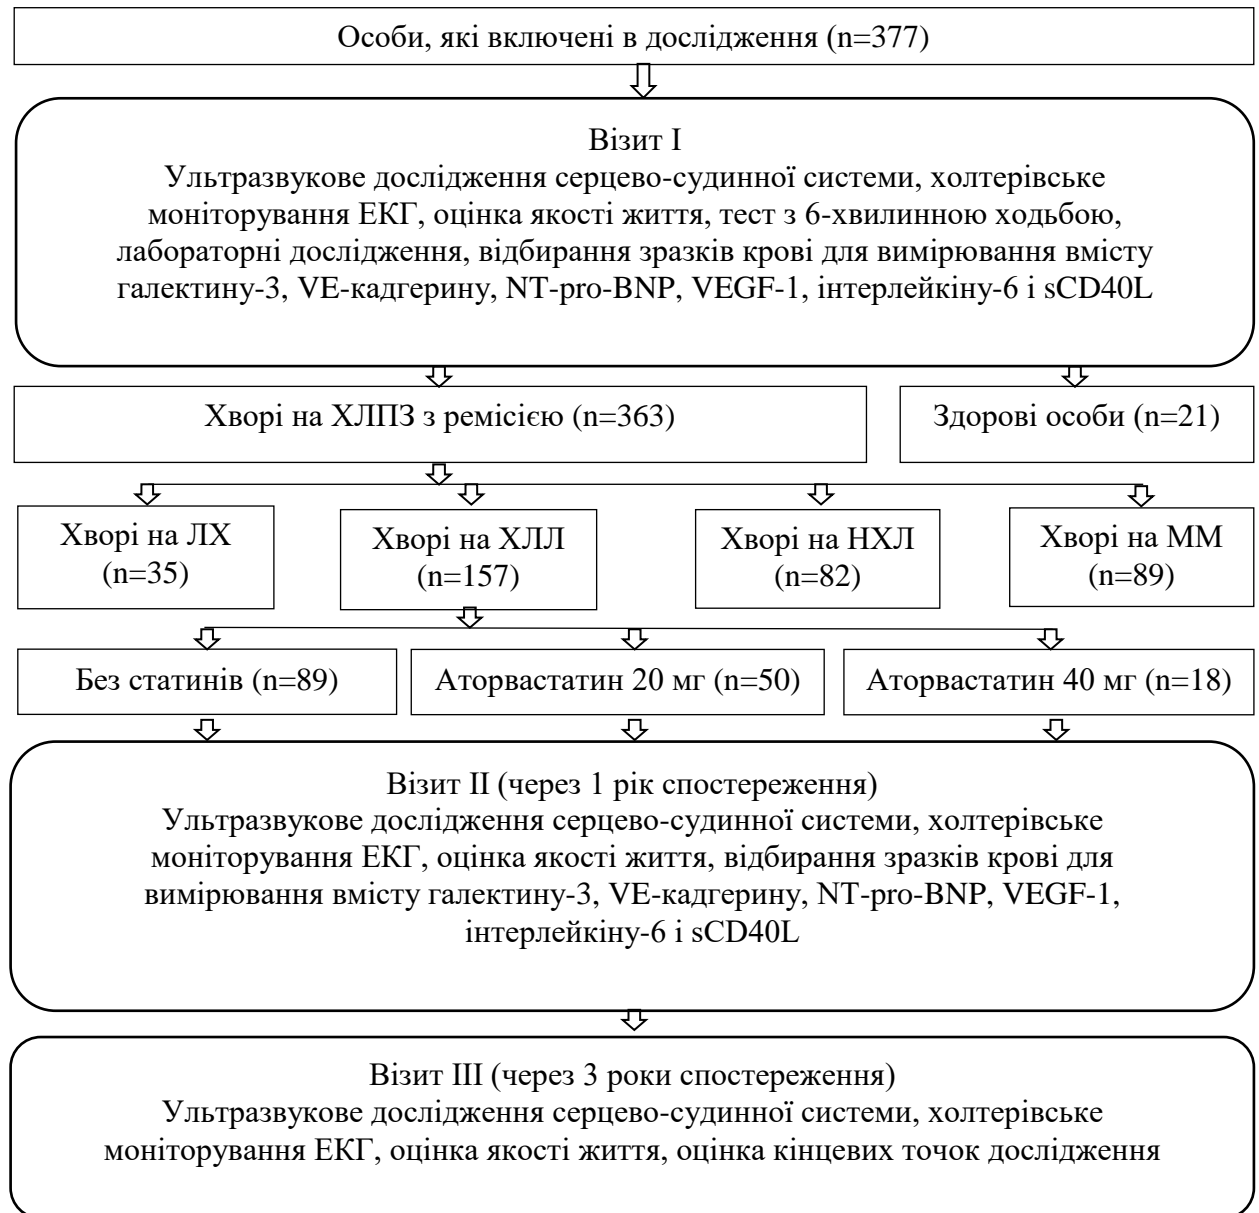 Особи, які включені в дослідження (n=377)
Візит I
Ультразвукове дослідження серцево-судинної системи, холтерівське
моніторування ЕКГ, оцінка якості життя, тест з 6-хвилинною ходьбою,
лабораторні дослідження, відбирання зразків крові для вимірювання вмісту
галектину-3, VE-кадгерину, NT-pro-BNP, VEGF-1, інтерлейкіну-6 і sCD40L
Хворі на ХЛПЗ з ремісією (n=363)
Здорові особи (n=21)
Хворі на ЛХ
(n=35)
Хворі на ХЛЛ
(n=157)
Хворі на НХЛ
(n=82)
Хворі на ММ
(n=89)
Без статинів (n=89)
Аторвастатин 20 мг (n=50)
Аторвастатин 40 мг (n=18)
Візит II (через 1 рік спостереження)
Ультразвукове дослідження серцево-судинної системи, холтерівське
моніторування ЕКГ, оцінка якості життя, відбирання зразків крові для
вимірювання вмісту галектину-3, VE-кадгерину, NT-pro-BNP, VEGF-1,
інтерлейкіну-6 і sCD40L
Візит III (через 3 роки спостереження)
Ультразвукове дослідження серцево-судинної системи, холтерівське
моніторування ЕКГ, оцінка якості життя, оцінка кінцевих точок дослідження